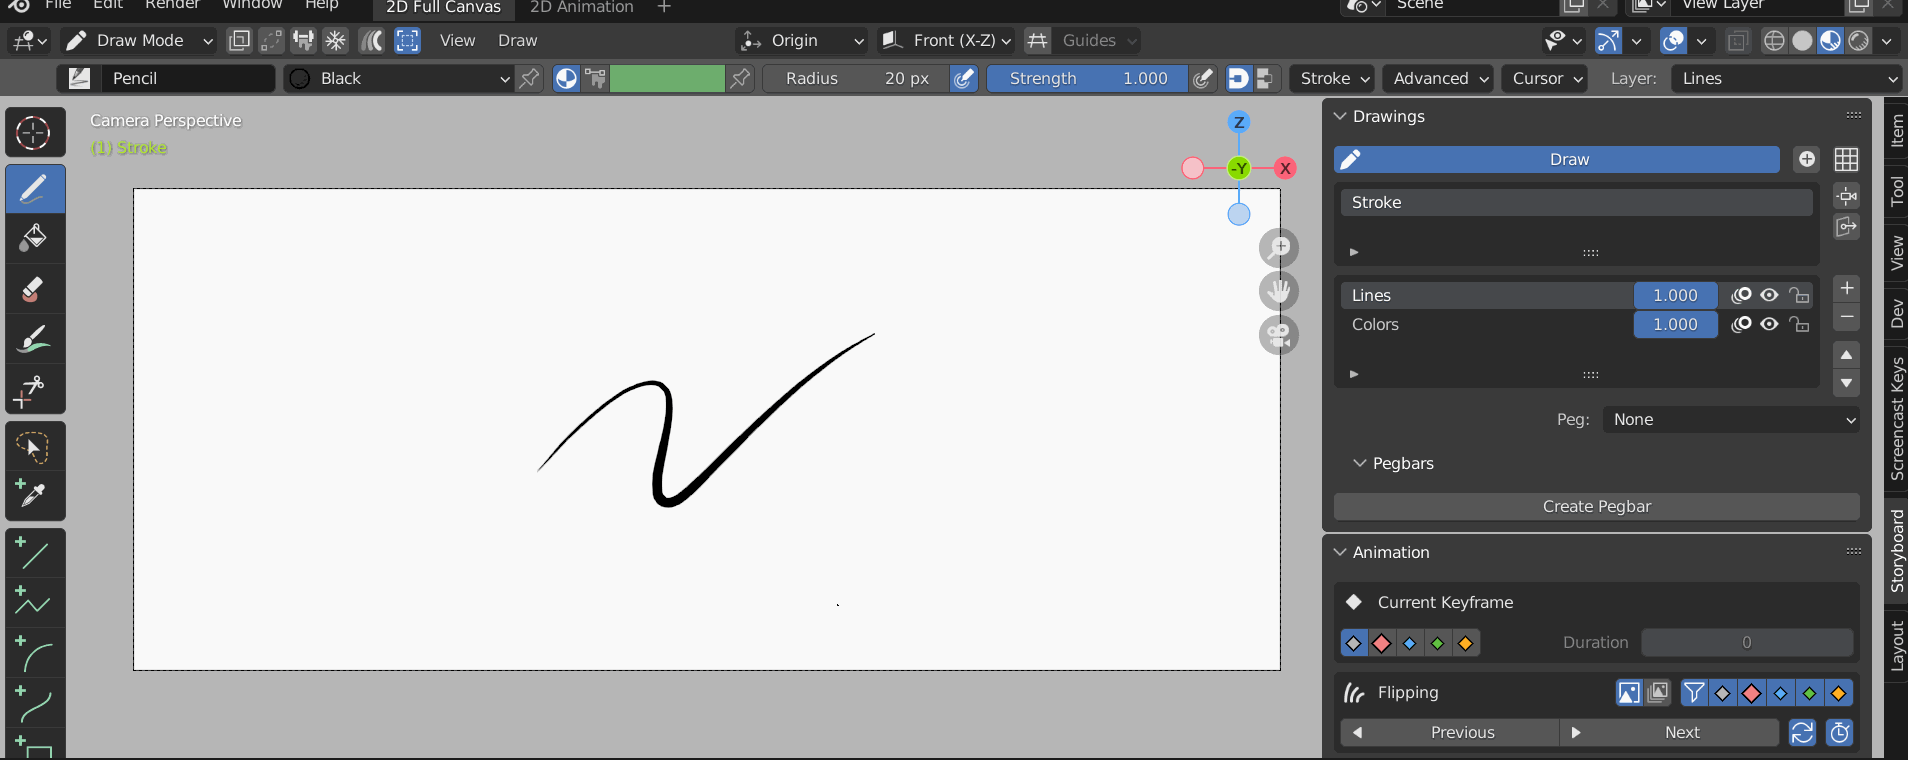 File Edit Render Window Help 2D Full Canvas 2D Animation + Scene View Layer
Draw Mode View Draw Origin Front (X-Z) Guides
Pencil Black Radius 20 px Strength 1.000 Stroke Advanced Cursor Layer: Lines
Camera Perspective
(1) Stroke
Z
-Y
X
Drawings
Draw
Stroke
Lines 1.000
Colors 1.000
Peg: None
Pegbars
Create Pegbar
Animation
Current Keyframe
Duration 0
Flipping
Previous Next
Item
Tool
View
Dev
Screencast Keys
Storyboard
Layout